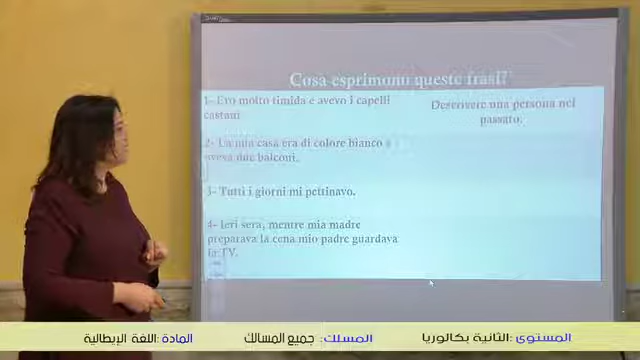 Cosa esprimono queste frasi?
1- Ero molto timida e avevo i capelli
castani
Descrivere una persona nel
passato.
2- La mia casa era di colore bianco e
aveva due balconi.
3- Tutti i giorni mi pettinavo.
4- Ieri sera, mentre mia madre
preparava la cena mio padre guardava
la TV.
المستوى :الثانية بكالوريا المسلك: جميع المسالك المادة :اللغة الإيطالية